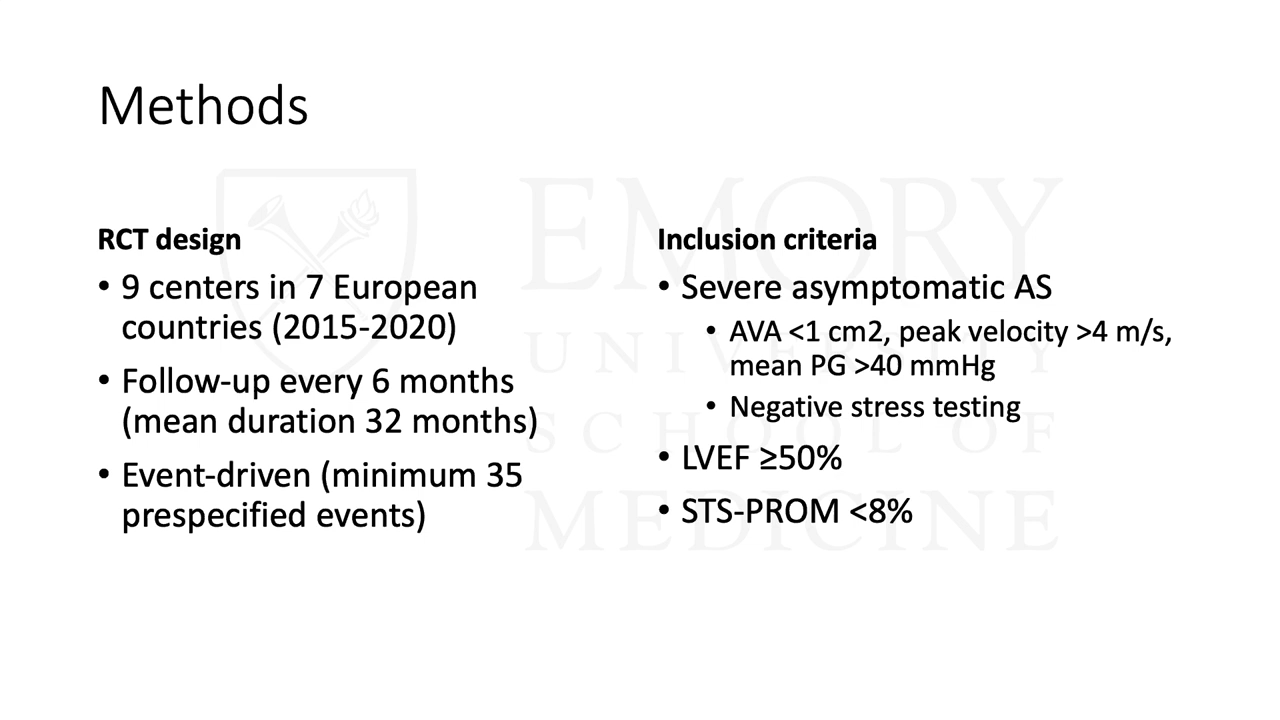 Methods
RCT design
• 9 centers in 7 European
countries (2015-2020)
• Follow-up every 6 months
(mean duration 32 months)
• Event-driven (minimum 35
prespecified events)
Inclusion criteria
• Severe asymptomatic AS
• AVA <1 cm2, peak velocity >4 m/s,
mean PG >40 mmHg
• Negative stress testing
• LVEF ≥50%
• STS-PROM <8%
EMORY
UNIVERSITY
SCHOOL OF
MEDICINE